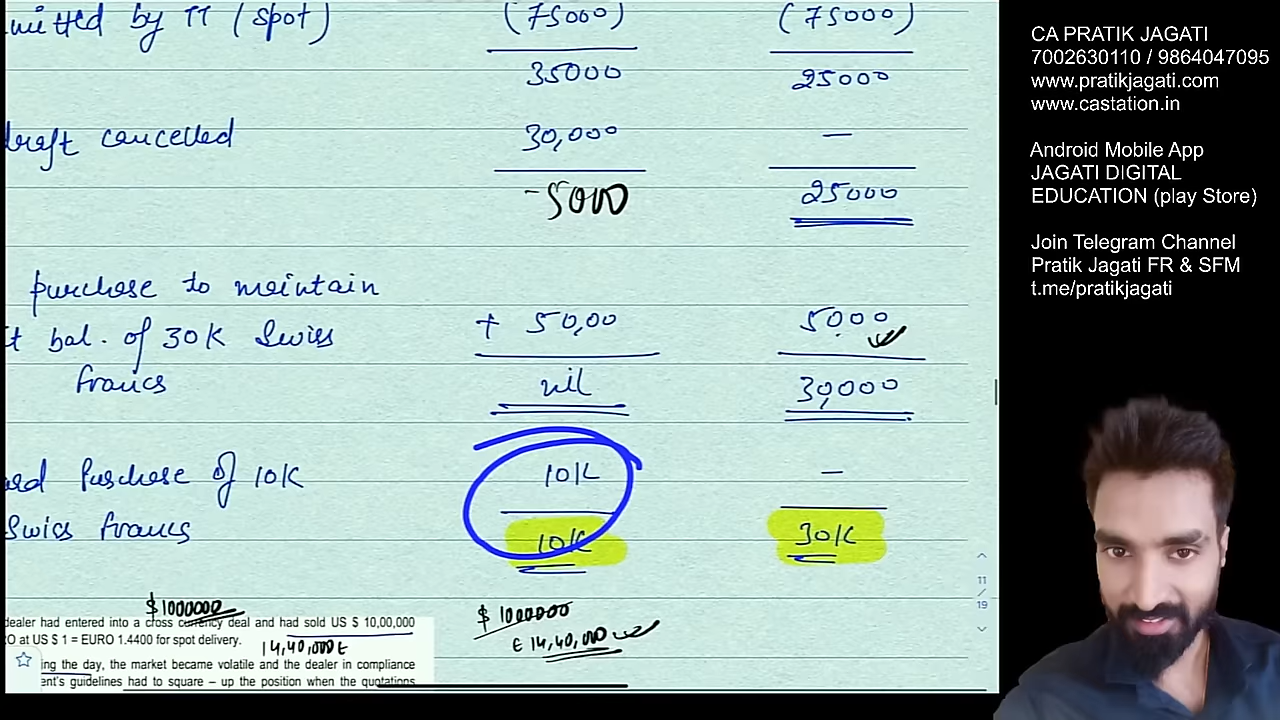 by TT (spot) (75000) (75000)
35000 25000
draft cancelled 30,000 —
-5000 25000
purchase to maintain
bal. of 30K Swiss + 50,00 5000
francs nil 30,000
Purchase of 10K 10K —
Swiss francs 10K 30K
$1000000 $1000000
dealer had entered into a cross currency deal and had sold US $ 10,00,000
O at US $ 1 = EURO 1.4400 for spot delivery.
14,40,000€ € 14,40,000
ing the day, the market became volatile and the dealer in compliance
ent's guidelines had to square – up the position when the quotations
11
/
19
CA PRATIK JAGATI
7002630110 / 9864047095
www.pratikjagati.com
www.castation.in
Android Mobile App
JAGATI DIGITAL
EDUCATION (play Store)
Join Telegram Channel
Pratik Jagati FR & SFM
t.me/pratikjagati